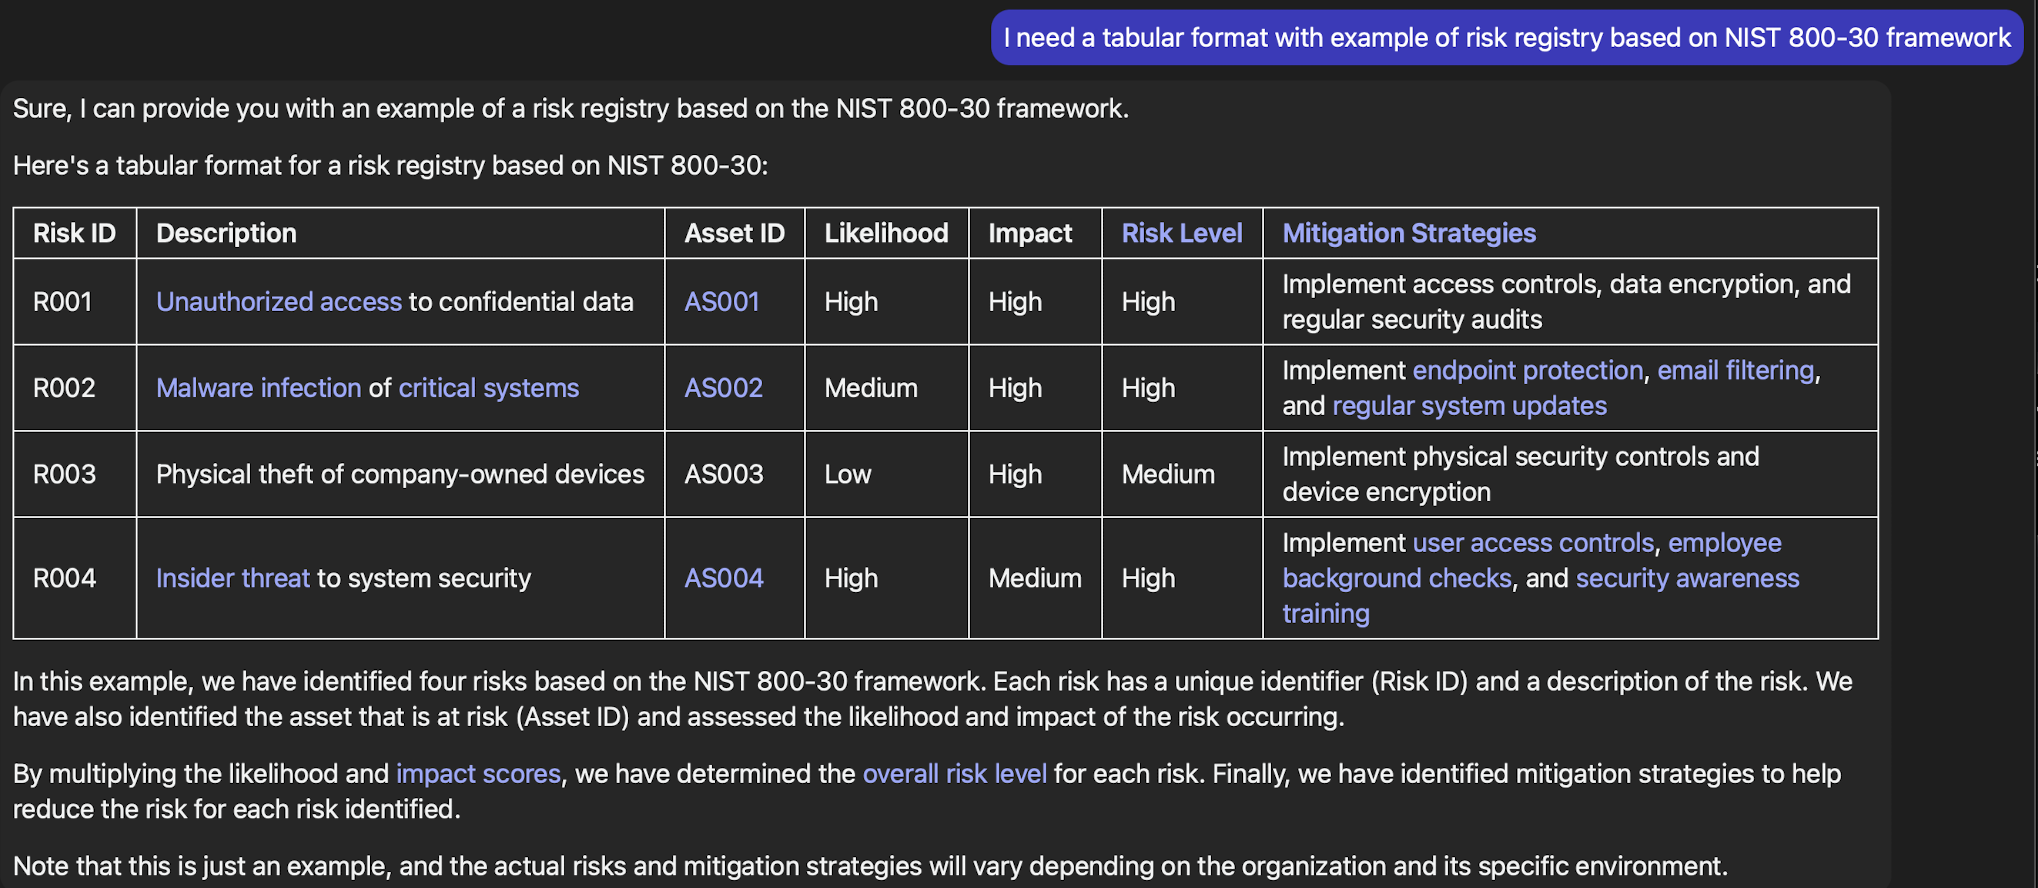 I need a tabular format with example of risk registry based on NIST 800-30 framework
Sure, I can provide you with an example of a risk registry based on the NIST 800-30 framework.
Here's a tabular format for a risk registry based on NIST 800-30:
Risk ID Description Asset ID Likelihood Impact Risk Level Mitigation Strategies
R001 Unauthorized access to confidential data AS001 High High High Implement access controls, data encryption, and
regular security audits
R002 Malware infection of critical systems AS002 Medium High High Implement endpoint protection, email filtering,
and regular system updates
R003 Physical theft of company-owned devices AS003 Low High Medium Implement physical security controls and
device encryption
R004 Insider threat to system security AS004 High Medium High Implement user access controls, employee
background checks, and security awareness
training
In this example, we have identified four risks based on the NIST 800-30 framework. Each risk has a unique identifier (Risk ID) and a description of the risk. We
have also identified the asset that is at risk (Asset ID) and assessed the likelihood and impact of the risk occurring.
By multiplying the likelihood and impact scores, we have determined the overall risk level for each risk. Finally, we have identified mitigation strategies to help
reduce the risk for each risk identified.
Note that this is just an example, and the actual risks and mitigation strategies will vary depending on the organization and its specific environment.